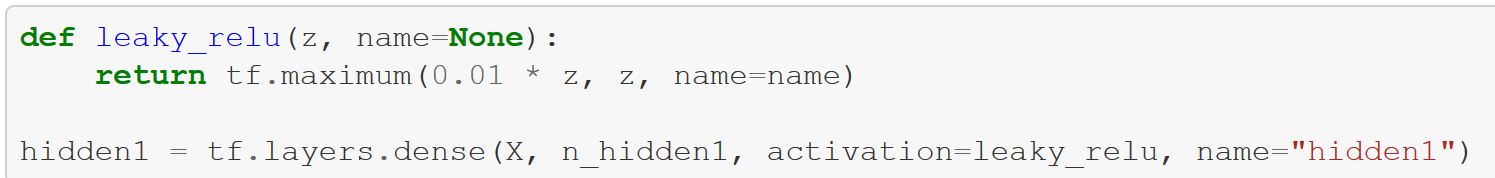 def leaky_relu(z, name=None):
    return tf.maximum(0.01 * z, z, name=name)
hidden1 = tf.layers.dense(X, n_hidden1, activation=leaky_relu, name="hidden1")